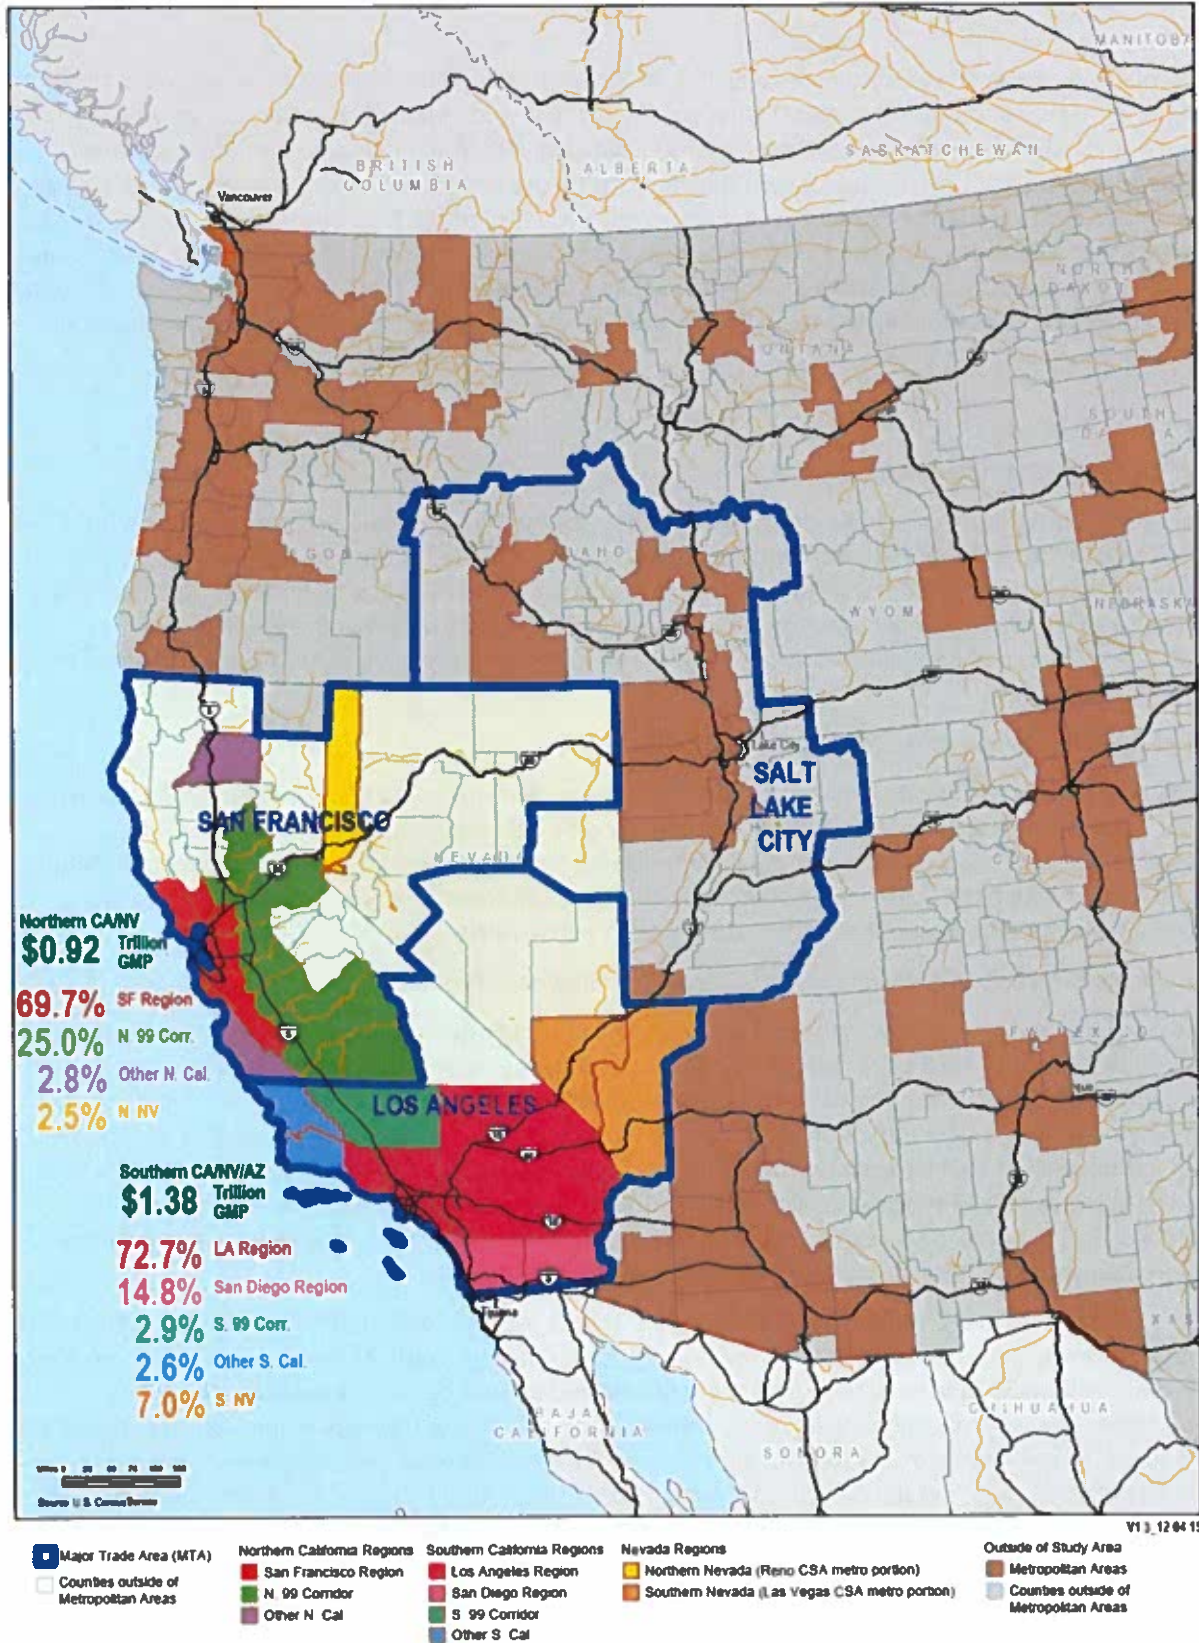 MANITOBA
SASKATCHEWAN
BRITISH
COLUMBIA
ALBERTA
Vancouver
NORTH
SOUTH
WYOM
Lake City
SALT
LAKE
CITY
SAN FRANCISCO
Northern CA/NV
$0.92 Trillion
GMP
69.7% SF Region
25.0% N 99 Corr.
2.8% Other N. Cal.
2.5% N NV
LOS ANGELES
Southern CA/NV/AZ
$1.38 Trillion
GMP
72.7% LA Region
14.8% San Diego Region
2.9% S. 99 Corr.
2.6% Other S. Cal.
7.0% S NV
Tijuana
BAJA
CALIFORNIA
SONORA
CHIHUAHUA
Source U.S. Census Bureau
Major Trade Area (MTA)
Counties outside of
Metropolitan Areas
Northern California Regions
San Francisco Region
N. 99 Corridor
Other N Cal
Southern California Regions
Los Angeles Region
San Diego Region
S 99 Corridor
Other S Cal
Nevada Regions
Northern Nevada (Reno CSA metro portion)
Southern Nevada (Las Vegas CSA metro portion)
Outside of Study Area
Metropolitan Areas
Counties outside of
Metropolitan Areas